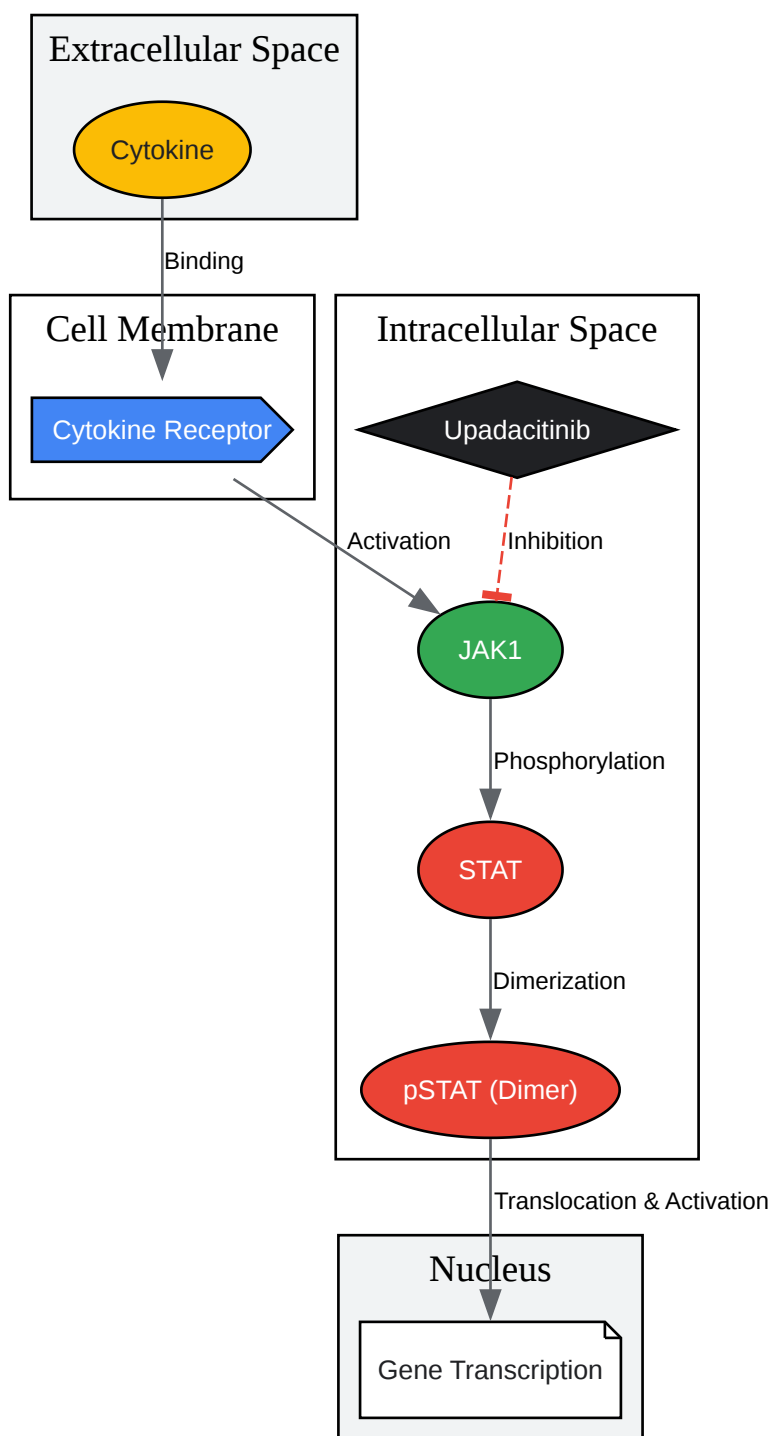 Extracellular Space
Cytokine
Binding
Cell Membrane
Intracellular Space
Cytokine Receptor
Upadacitinib
Activation
Inhibition
JAK1
Phosphorylation
STAT
Dimerization
pSTAT (Dimer)
Translocation & Activation
Nucleus
Gene Transcription